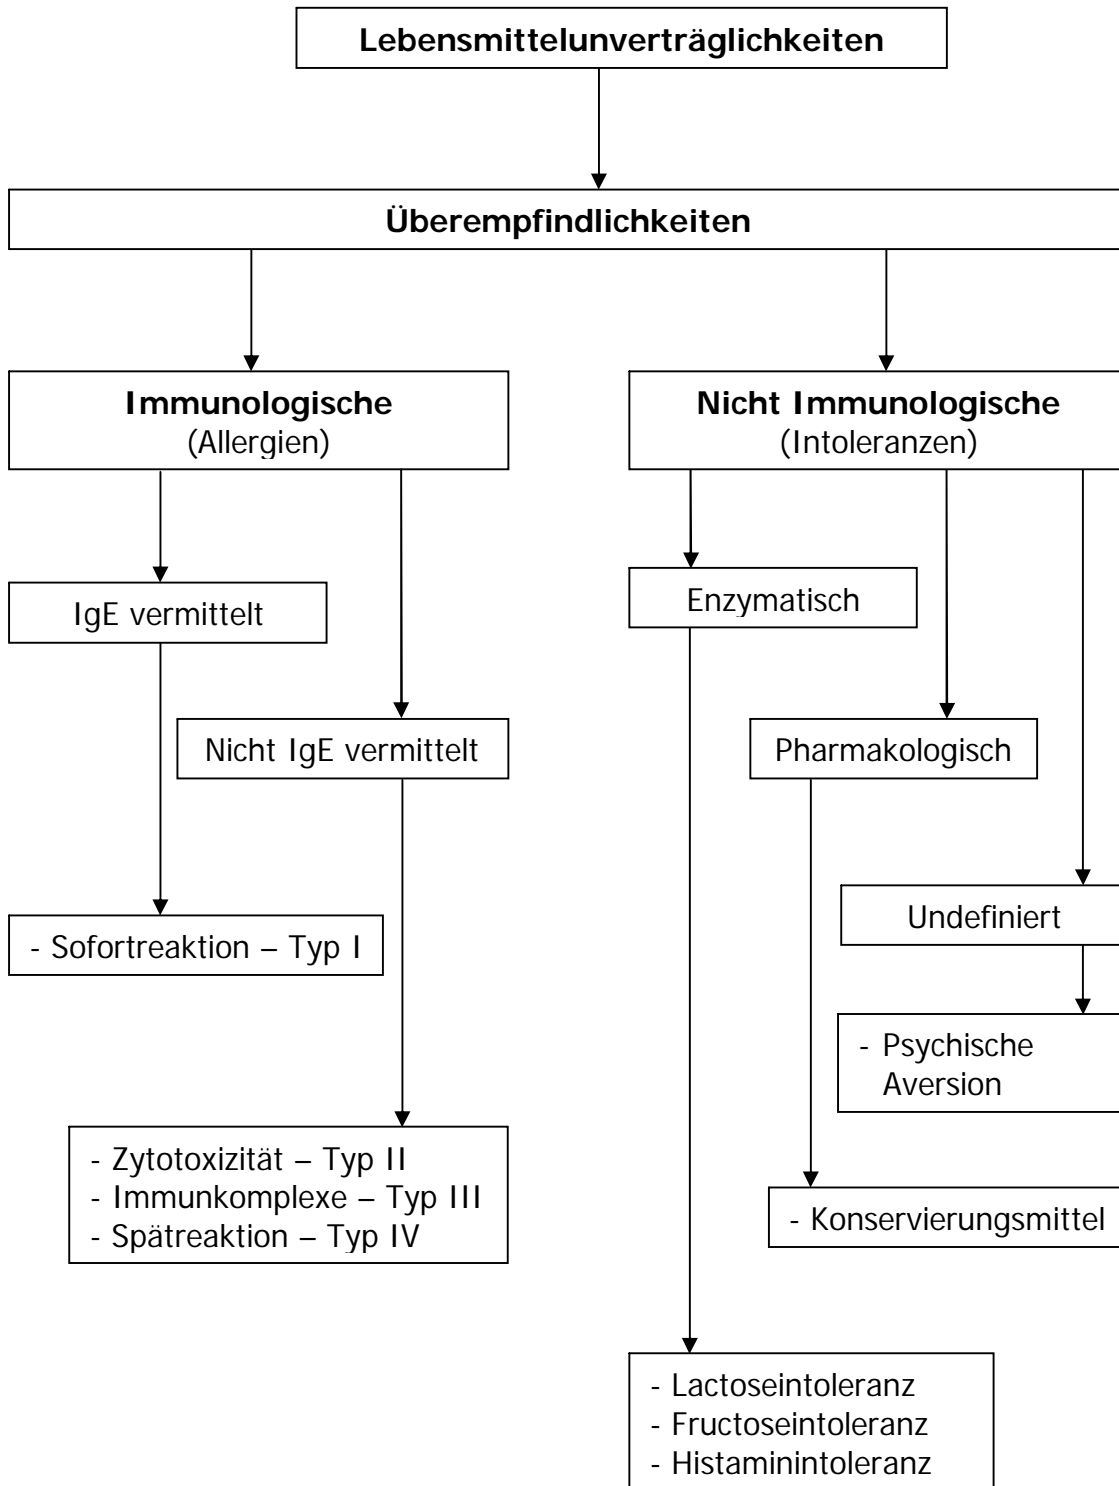 Lebensmittelunverträglichkeiten
Überempfindlichkeiten
Immunologische
(Allergien)
Nicht Immunologische
(Intoleranzen)
IgE vermittelt
Enzymatisch
Nicht IgE vermittelt
Pharmakologisch
Undefiniert
- Sofortreaktion – Typ I
- Psychische
Aversion
- Zytotoxizität – Typ II
- Immunkomplexe – Typ III
- Spätreaktion – Typ IV
- Konservierungsmittel
- Lactoseintoleranz
- Fructoseintoleranz
- Histaminintoleranz